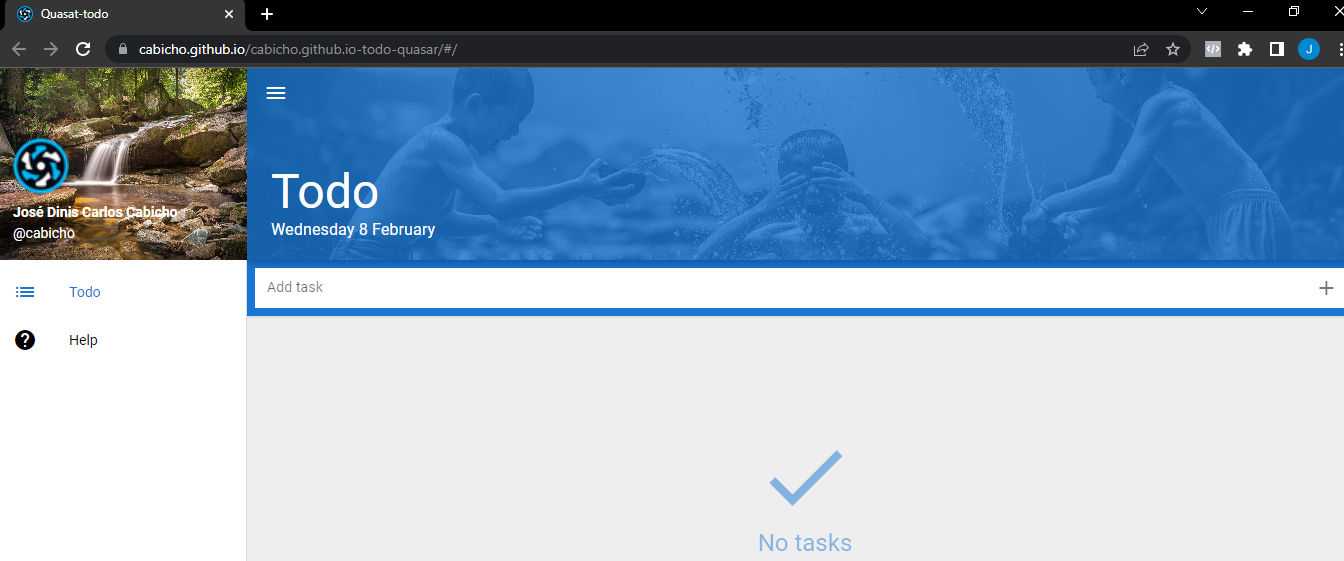 Quasat-todo
cabicho.github.io/cabicho.github.io-todo-quasar/#/
J
José Dinis Carlos Cabicho
@cabicho
Todo
Help
Todo
Wednesday 8 February
Add task
No tasks